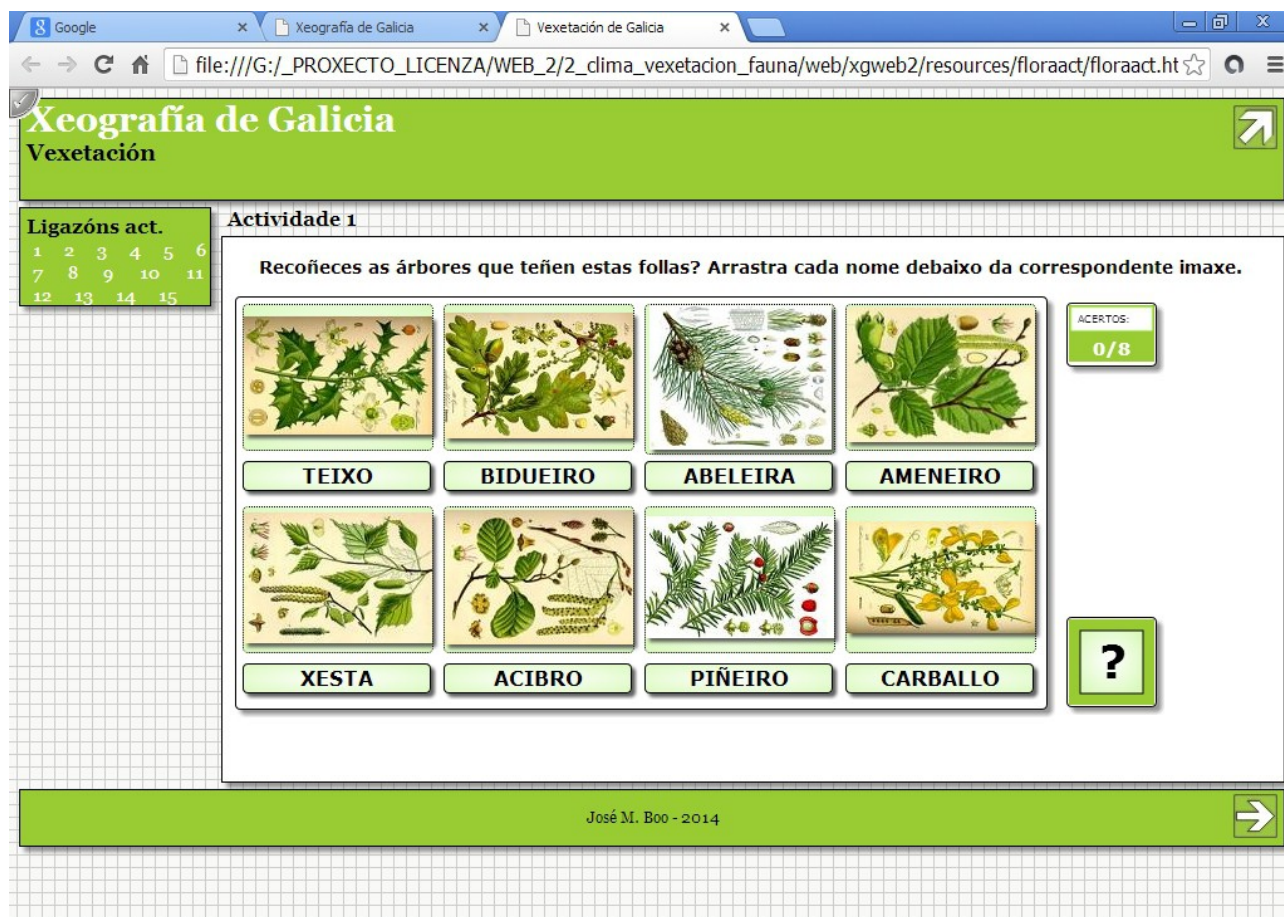 Google
Xeografía de Galicia
Vexetación de Galicia
file:///G:/_PROXECTO_LICENZA/WEB_2/2_clima_vexetacion_fauna/web/xgweb2/resources/floraact/floraact.ht
Xeografía de Galicia
Vexetación
Ligazóns act.
1 2 3 4 5 6
7 8 9 10 11
12 13 14 15
Actividade 1
Recoñeces as árbores que teñen estas follas? Arrastra cada nome debaixo da correspondente imaxe.
ACERTOS:
0/8
TEIXO BIDUEIRO ABELEIRA AMENEIRO
XESTA ACIBRO PIÑEIRO CARBALLO
?
José M. Boo - 2014